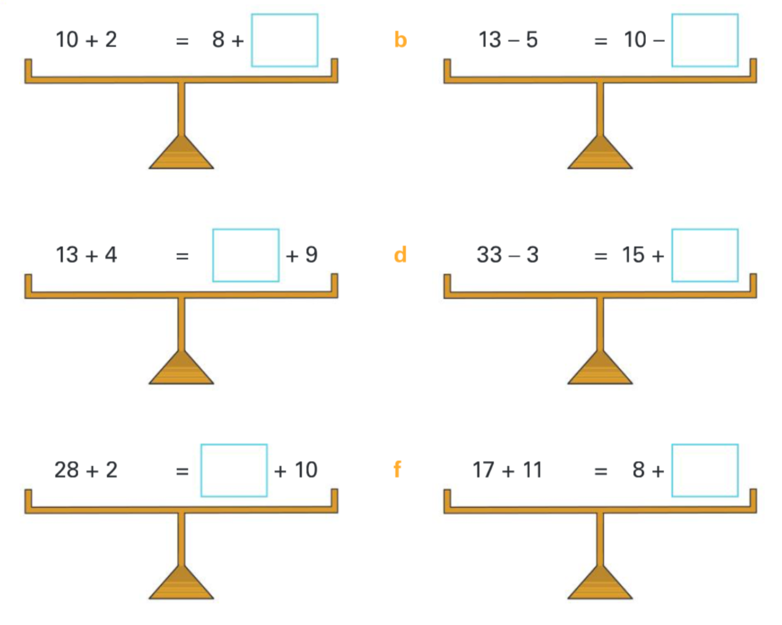 10 + 2 = 8 +
b 13 – 5 = 10 –
13 + 4 = + 9
d 33 – 3 = 15 +
28 + 2 = + 10
f 17 + 11 = 8 +